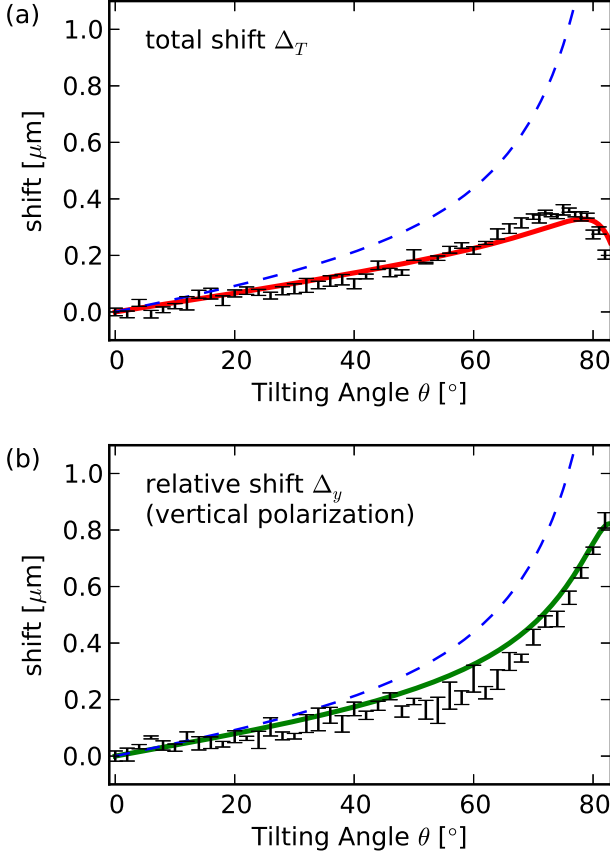 (a)
total shift Δ_T
shift [μm]
1.0
0.8
0.6
0.4
0.2
0.0
0 20 40 60 80
Tilting Angle θ [°]
(b)
relative shift Δ_y
(vertical polarization)
shift [μm]
1.0
0.8
0.6
0.4
0.2
0.0
0 20 40 60 80
Tilting Angle θ [°]